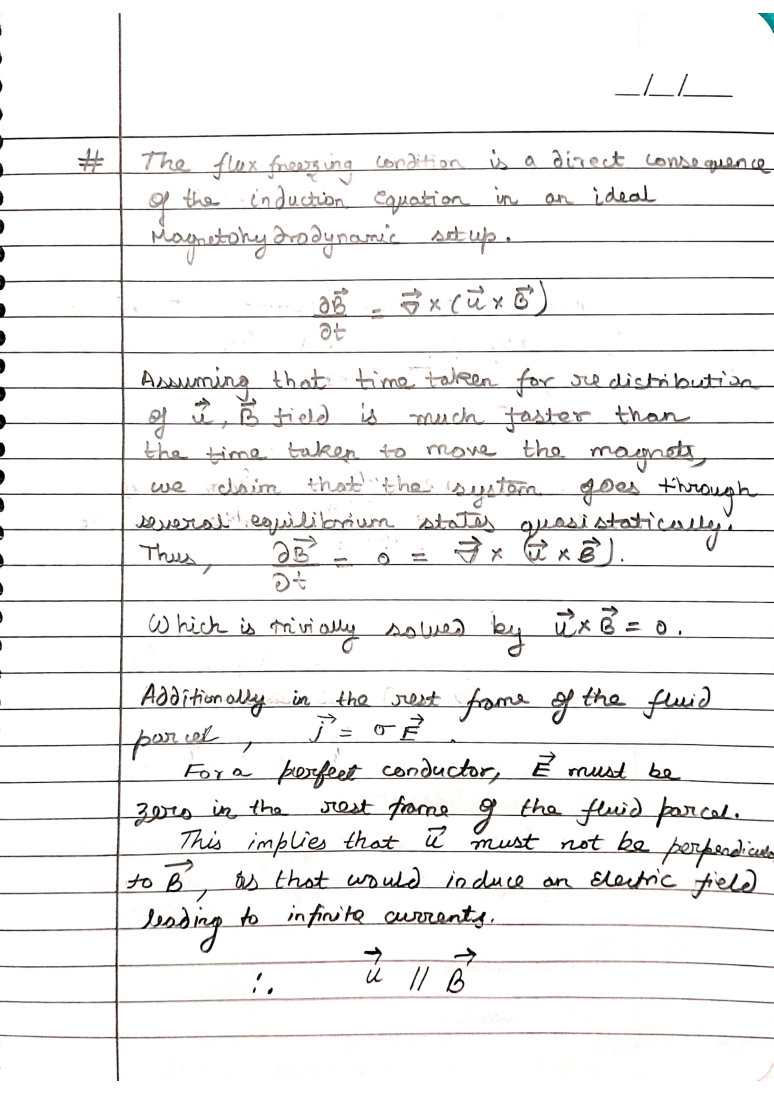 _/_/_
# The flux freezing condition is a direct consequence
of the induction equation in an ideal
Magnetohydrodynamic setup.
∂B⃗/∂t = ∇⃗ × (u⃗ × B⃗)
Assuming that time taken for redistribution
of u⃗, B⃗ field is much faster than
the time taken to move the magnets,
we claim that the system goes through
several equilibrium states quasistatically.
Thus, ∂B⃗/∂t = 0 = ∇⃗ × (u⃗ × B⃗).
Which is trivially solved by u⃗ × B⃗ = 0.
Additionally in the rest frame of the fluid
parcel, j⃗ = σE⃗.
For a perfect conductor, E⃗ must be
zero in the rest frame of the fluid parcel.
This implies that u⃗ must not be perpendicular
to B⃗, as that would induce an electric field
leading to infinite currents.
∴ u⃗ // B⃗